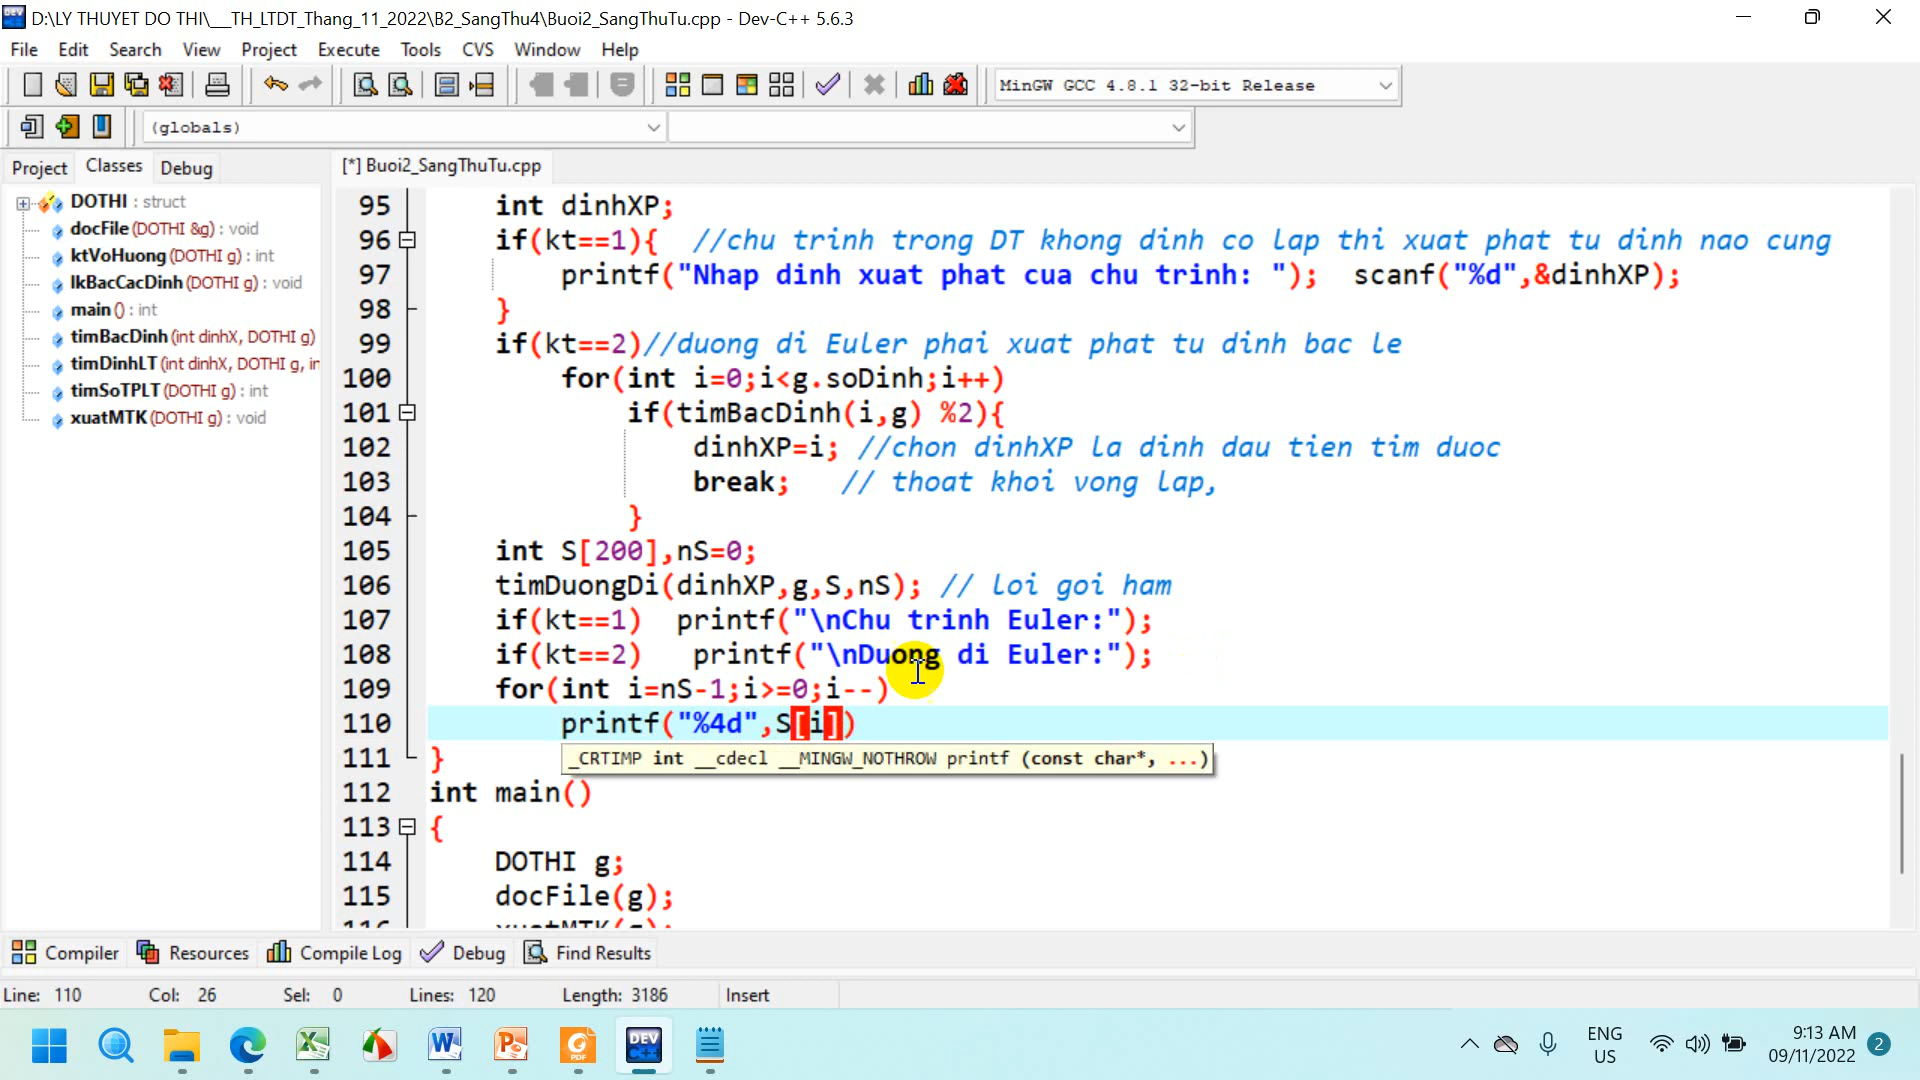 D:\LY THUYET DO THI\__TH_LTDT_Thang_11_2022\B2_SangThu4\Buoi2_SangThuTu.cpp - Dev-C++ 5.6.3
File Edit Search View Project Execute Tools CVS Window Help
MinGW GCC 4.8.1 32-bit Release
(globals)
Project Classes Debug
[*] Buoi2_SangThuTu.cpp
DOTHI : struct
docFile (DOTHI &g) : void
ktVoHuong (DOTHI g) : int
lkBacCacDinh (DOTHI g) : void
main () : int
timBacDinh (int dinhX, DOTHI g)
timDinhLT (int dinhX, DOTHI g, in
timSoTPLT (DOTHI g) : int
xuatMTK (DOTHI g) : void
95 int dinhXP;
96 if(kt==1){ //chu trinh trong DT khong dinh co lap thi xuat phat tu dinh nao cung
97 printf("Nhap dinh xuat phat cua chu trinh: "); scanf("%d",&dinhXP);
98 }
99 if(kt==2)//duong di Euler phai xuat phat tu dinh bac le
100 for(int i=0;i<g.soDinh;i++)
101 if(timBacDinh(i,g) %2){
102 dinhXP=i; //chon dinhXP la dinh dau tien tim duoc
103 break; // thoat khoi vong lap,
104 }
105 int S[200],nS=0;
106 timDuongDi(dinhXP,g,S,nS); // loi goi ham
107 if(kt==1) printf("\nChu trinh Euler:");
108 if(kt==2) printf("\nDuong di Euler:");
109 for(int i=nS-1;i>=0;i--)
110 printf("%4d",S[i])
_CRTIMP int __cdecl __MINGW_NOTHROW printf (const char*, ...)
111 }
112 int main()
113 {
114 DOTHI g;
115 docFile(g);
116 xuatMTK(g);
Compiler Resources Compile Log Debug Find Results
Line: 110 Col: 26 Sel: 0 Lines: 120 Length: 3186 Insert
ENG
US
9:13 AM
09/11/2022
2